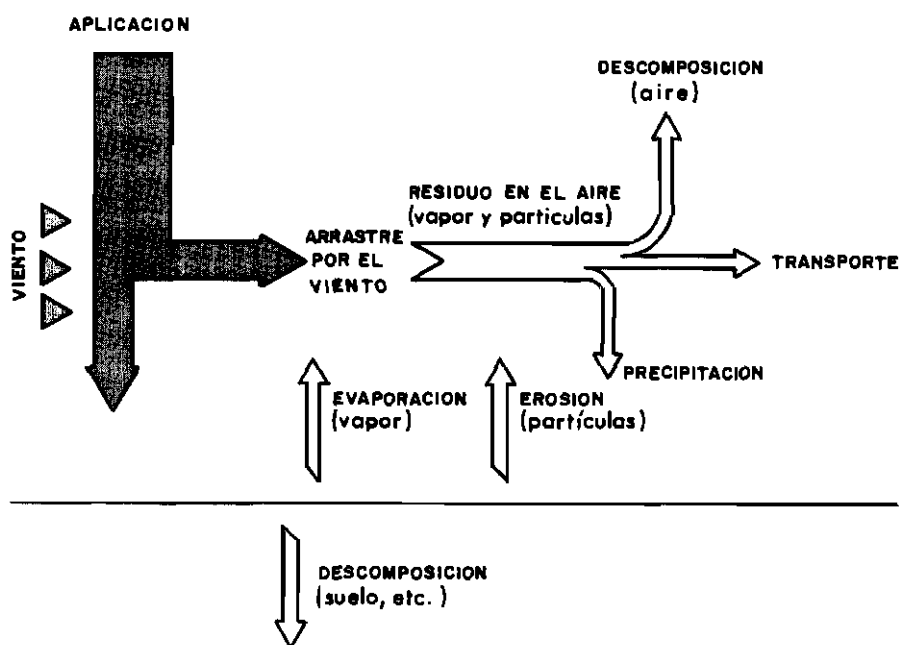 APLICACION
DESCOMPOSICION
(aire)
RESIDUO EN EL AIRE
(vapor y particulas)
VIENTO
ARRASTRE
POR EL
VIENTO
TRANSPORTE
PRECIPITACION
EVAPORACION
(vapor)
EROSION
(partículas)
DESCOMPOSICION
(suelo, etc.)